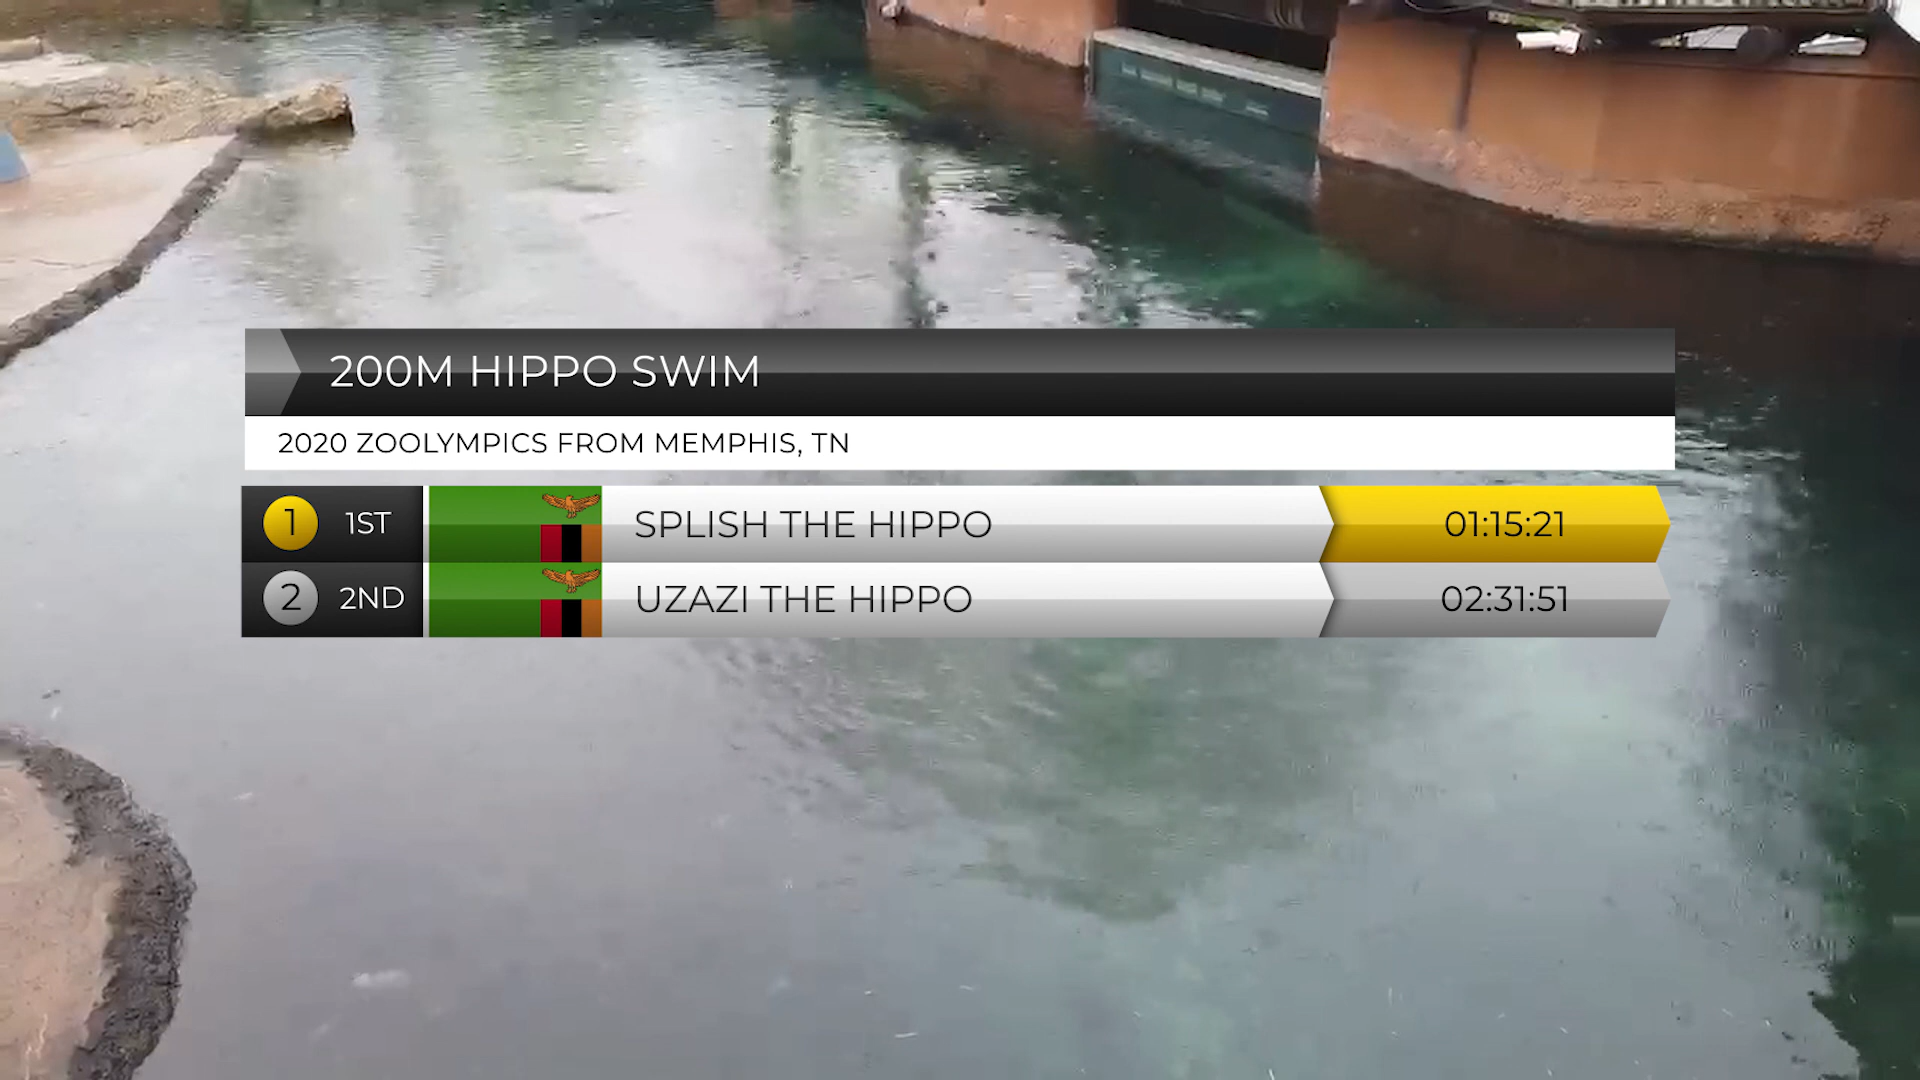 200M HIPPO SWIM
2020 ZOOLYMPICS FROM MEMPHIS, TN
1 1ST SPLISH THE HIPPO 01:15:21
2 2ND UZAZI THE HIPPO 02:31:51